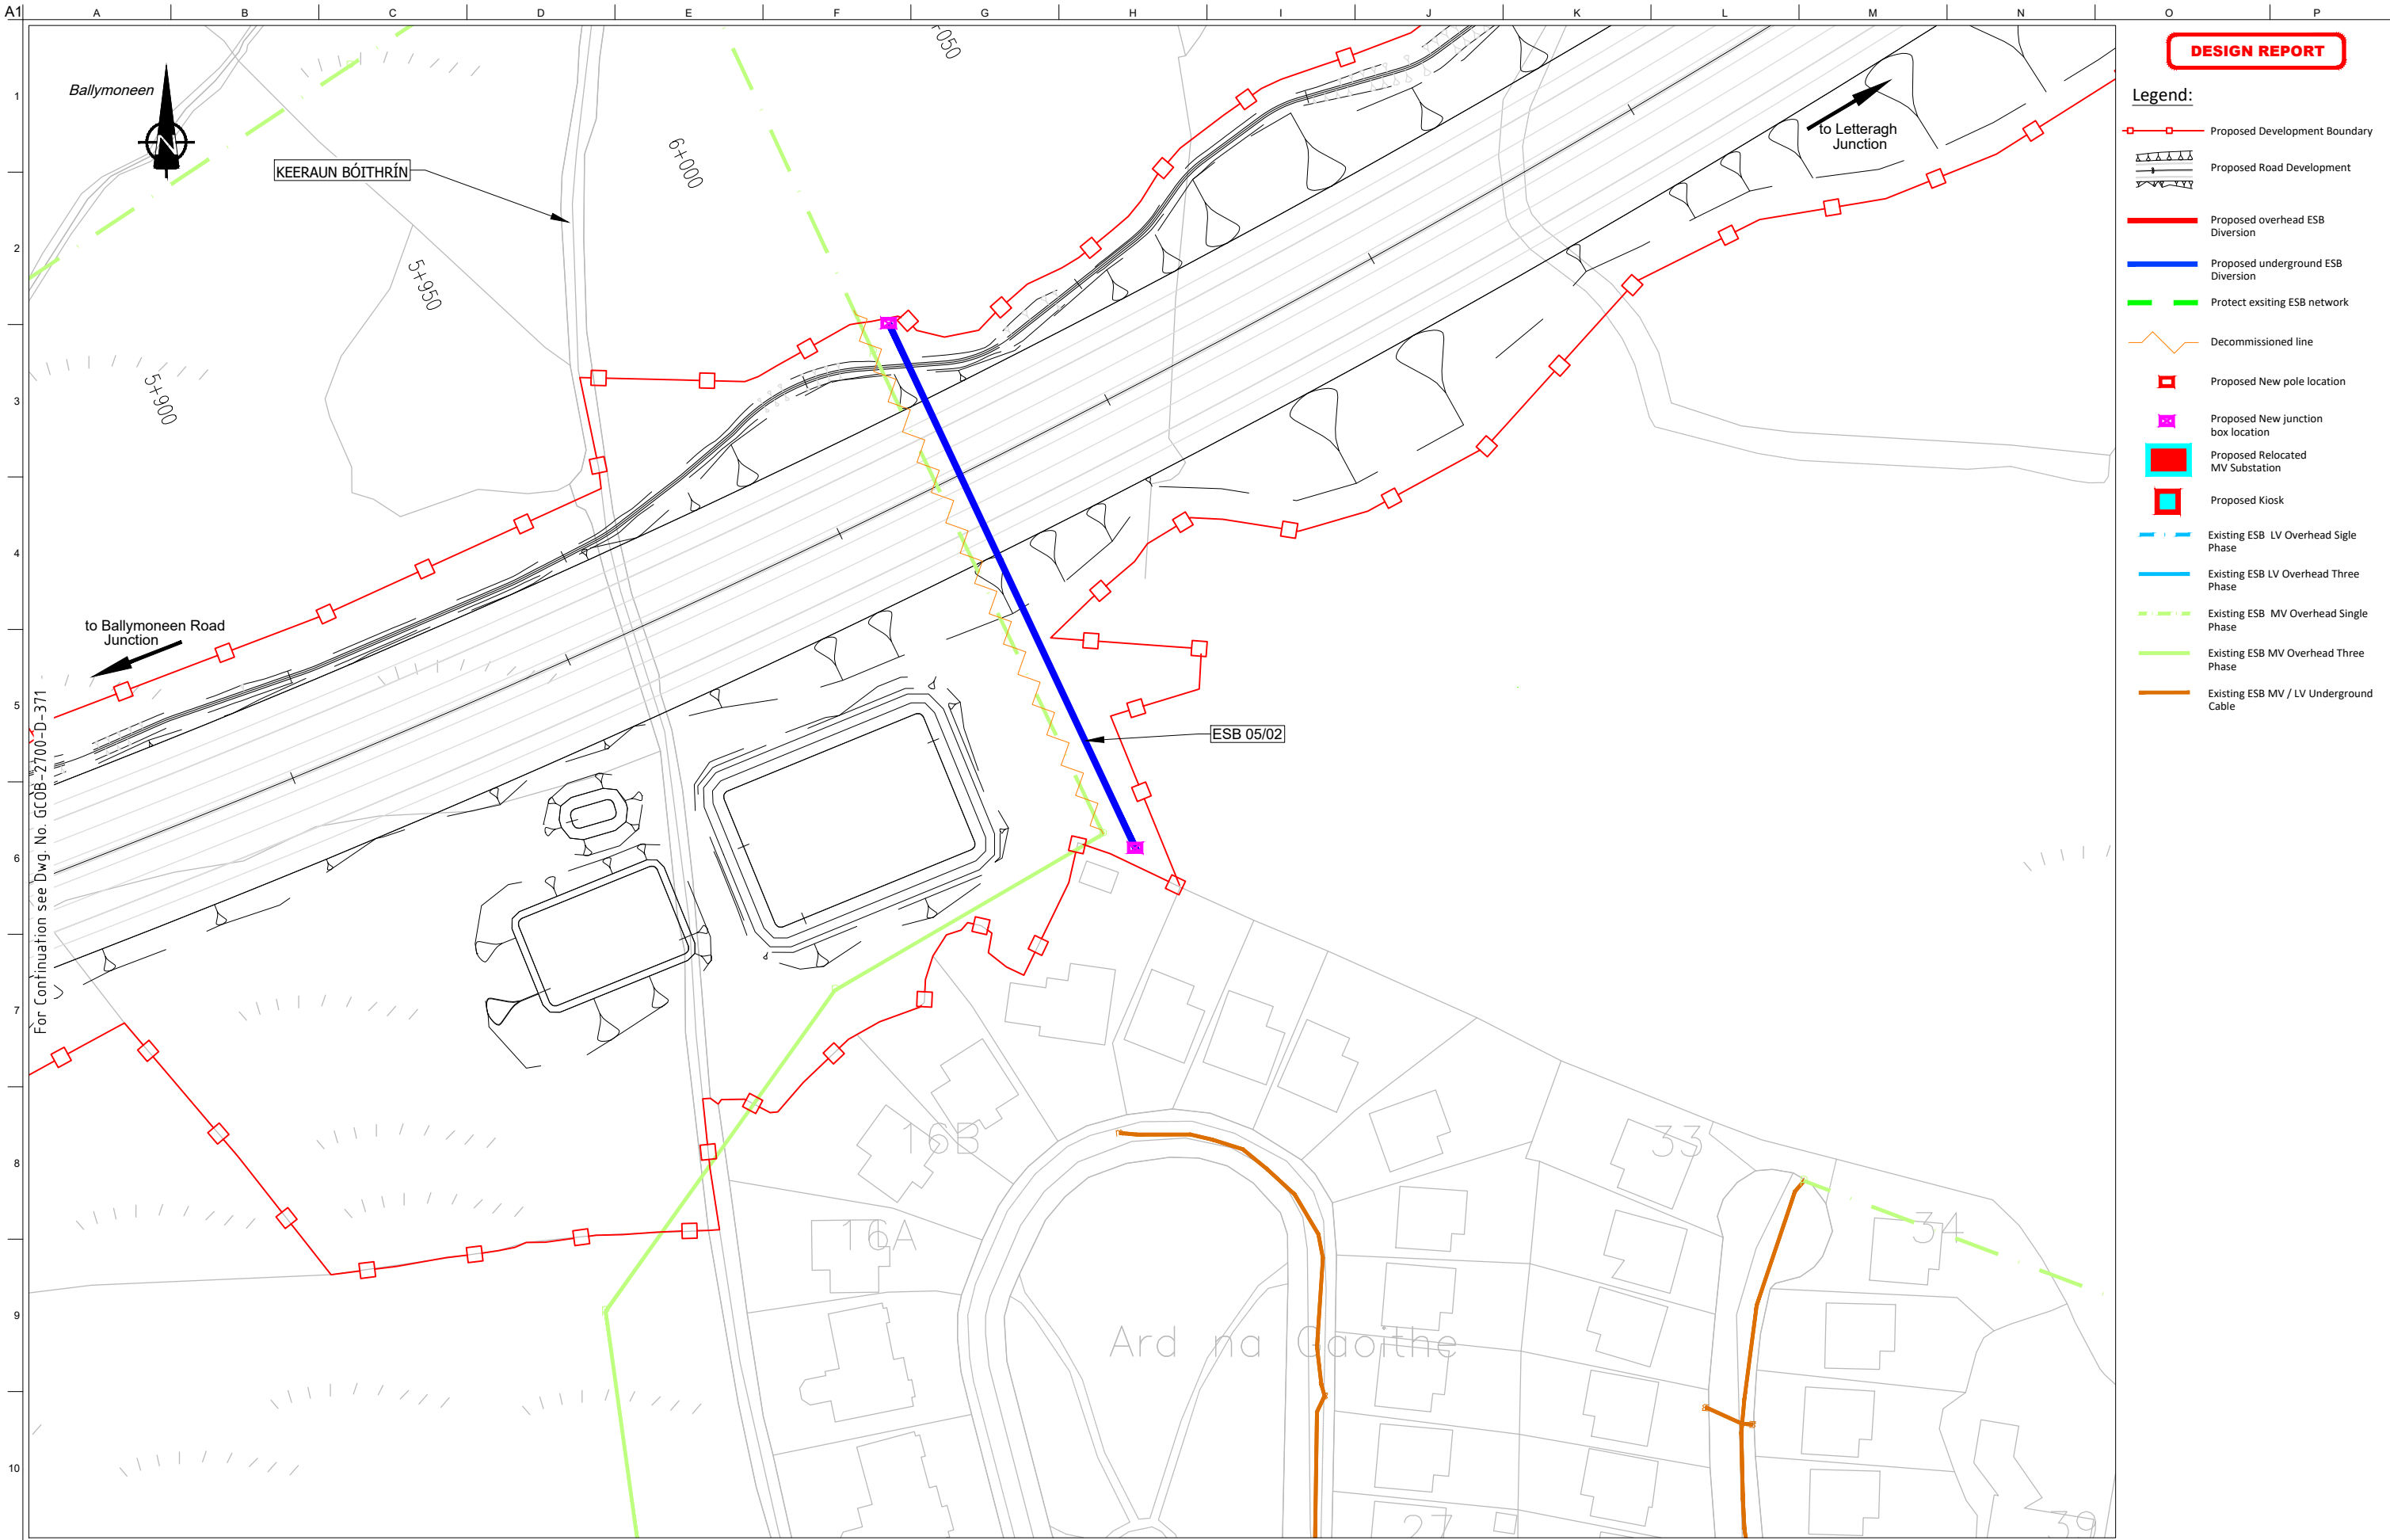 A1
A B C D E F G H I J K L M N O P
1
2
3
4
5
6
7
8
9
10
Ballymoneen
N
KEERAUN BÓITHRÍN
+050
6+000
5+950
5+900
to Letteragh
Junction
to Ballymoneen Road
Junction
For Continuation see Dwg. No. GCOB-2700-D-371
ESB 05/02
16B
16A
33
34
Ard na Gaoithe
27
39
DESIGN REPORT
Legend:
Proposed Development Boundary
Proposed Road Development
Proposed overhead ESB
Diversion
Proposed underground ESB
Diversion
Protect exsiting ESB network
Decommissioned line
Proposed New pole location
Proposed New junction
box location
Proposed Relocated
MV Substation
Proposed Kiosk
Existing ESB LV Overhead Sigle
Phase
Existing ESB LV Overhead Three
Phase
Existing ESB MV Overhead Single
Phase
Existing ESB MV Overhead Three
Phase
Existing ESB MV / LV Underground
Cable